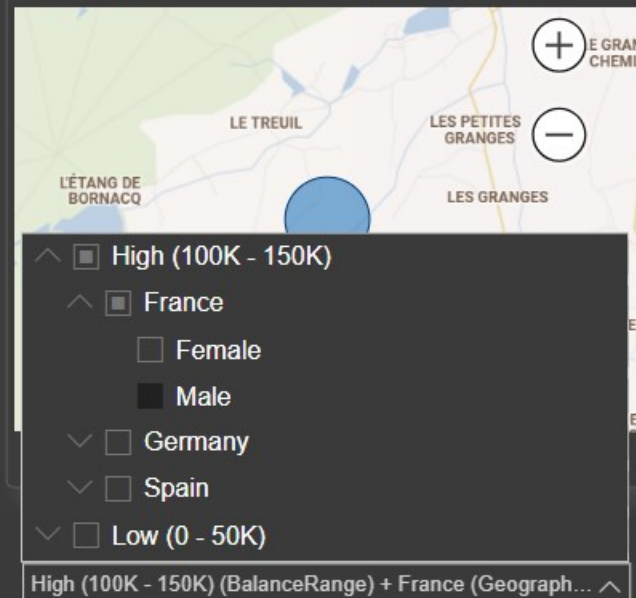 E GRAN
CHEMI
LE TREUIL
LES PETITES
GRANGES
L'ÉTANG DE
BORNACQ
LES GRANGES
High (100K - 150K)
France
Female
Male
Germany
Spain
Low (0 - 50K)
High (100K - 150K) (BalanceRange) + France (Geograph...